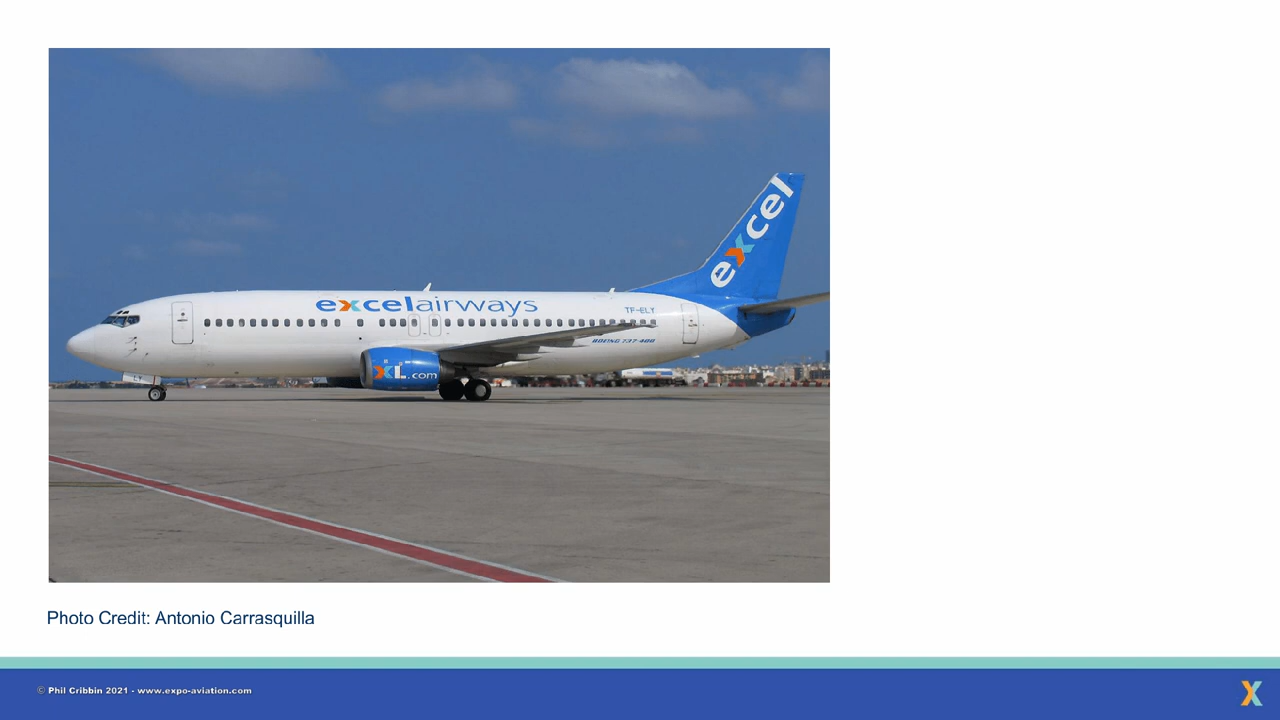 excel
excelairways
TF-ELY
BOEING 737-400
XL.com
Photo Credit: Antonio Carrasquilla
© Phil Cribbin 2021 - www.expo-aviation.com
X